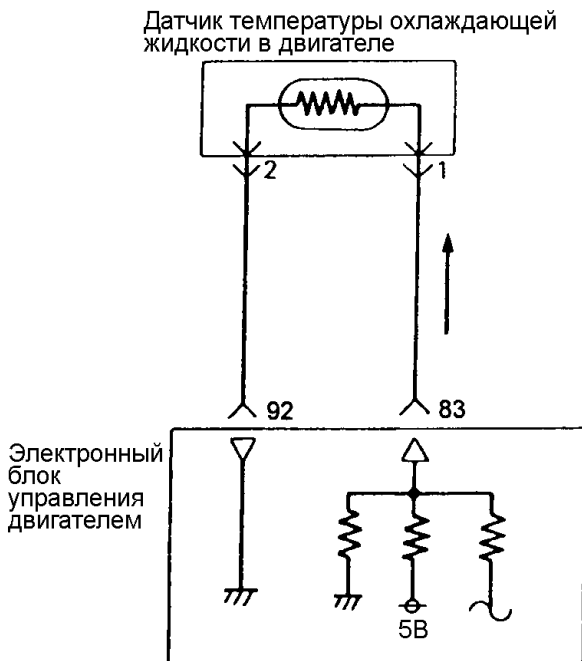 Датчик температуры охлаждающей
жидкости в двигателе
2
1
92
83
Электронный
блок
управления
двигателем
5В